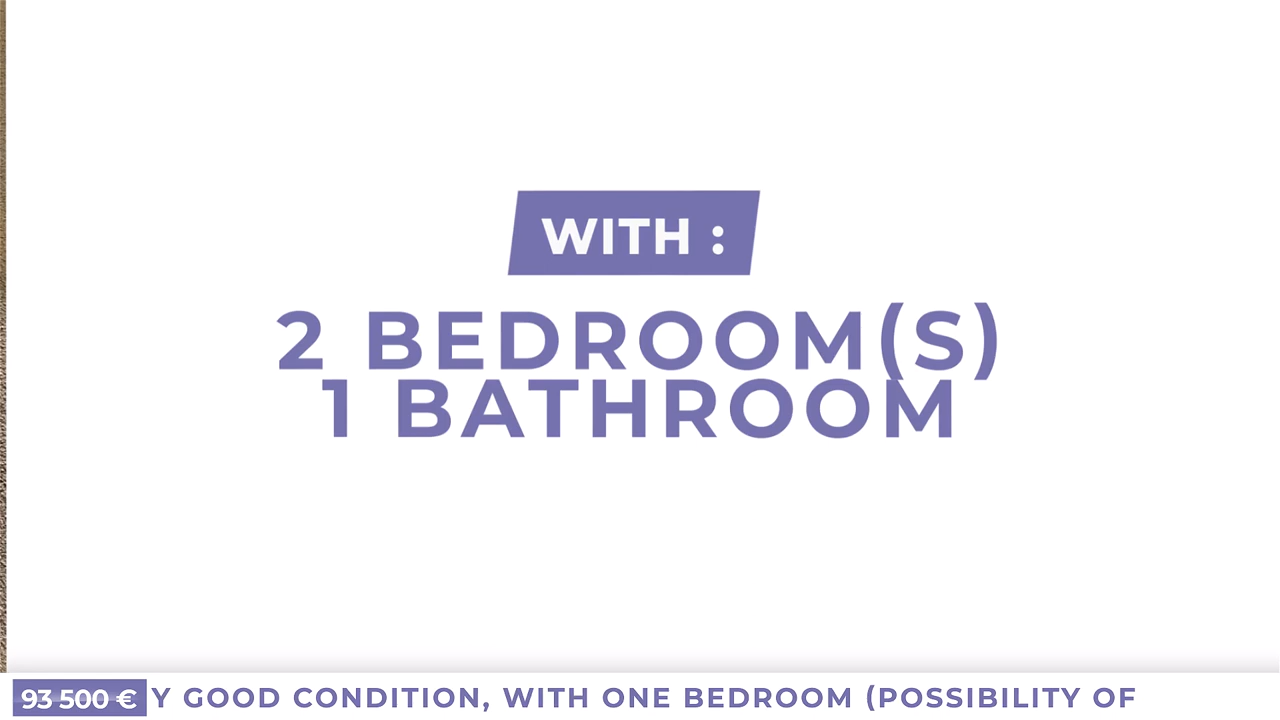 WITH :
2 BEDROOM(S)
1 BATHROOM
93 500 € Y GOOD CONDITION, WITH ONE BEDROOM (POSSIBILITY OF